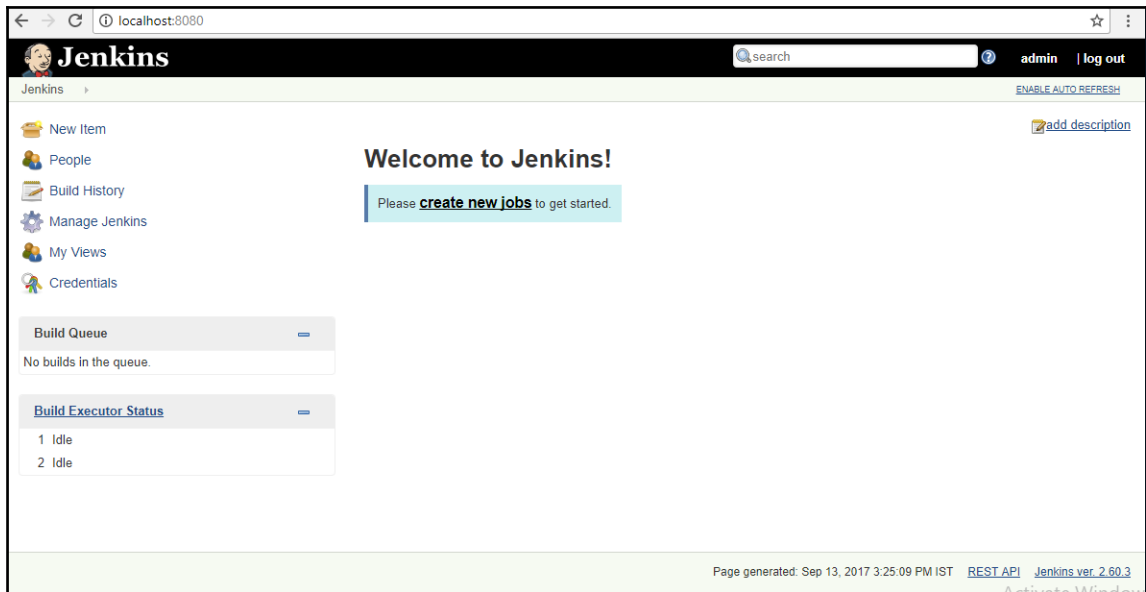 localhost:8080
Jenkins
search
admin | log out
Jenkins
ENABLE AUTO REFRESH
New Item
People
Build History
Manage Jenkins
My Views
Credentials
add description
Welcome to Jenkins!
Please create new jobs to get started.
Build Queue
No builds in the queue.
Build Executor Status
1 Idle
2 Idle
Page generated: Sep 13, 2017 3:25:09 PM IST REST API Jenkins ver. 2.60.3